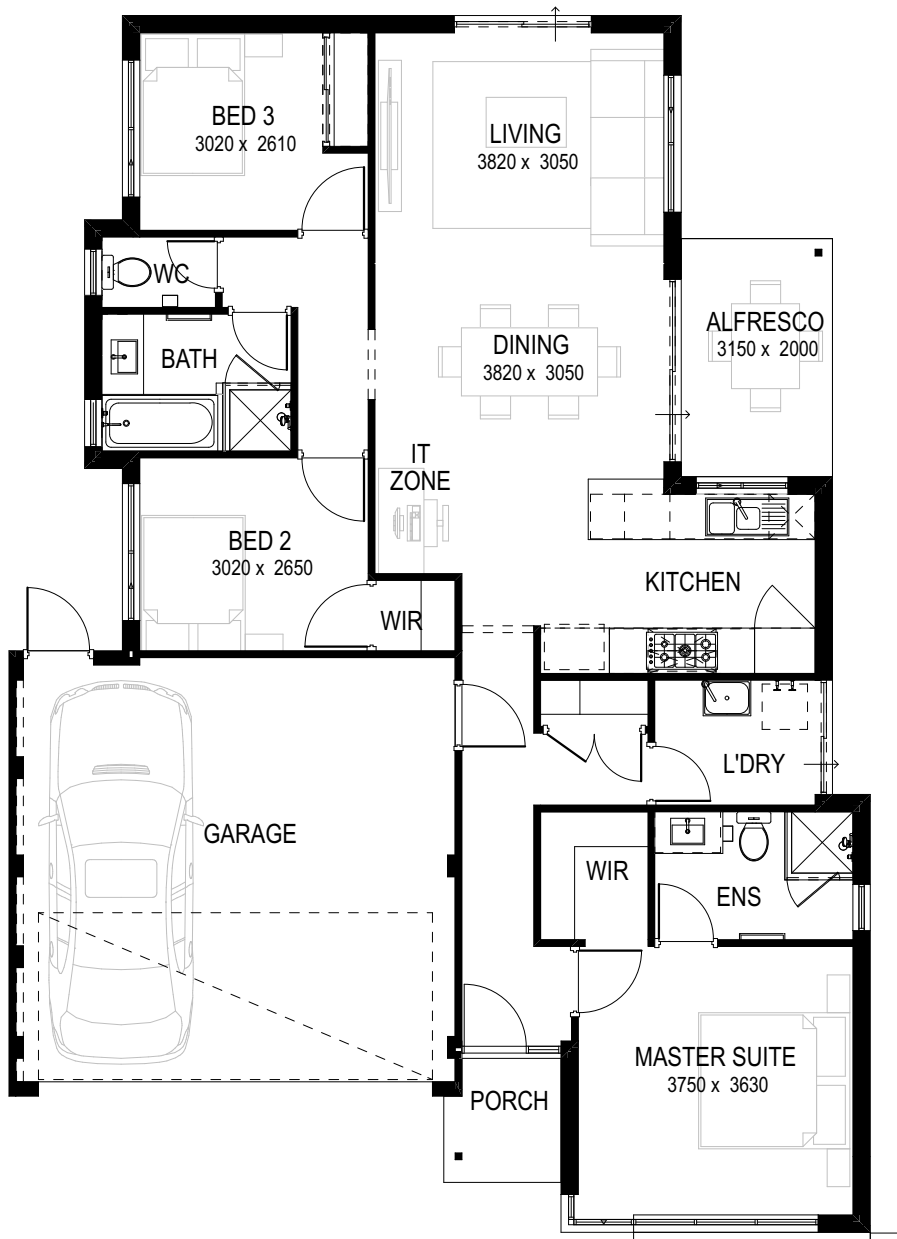 BED 3
3020 x 2610
LIVING
3820 x 3050
WC
BATH
DINING
3820 x 3050
ALFRESCO
3150 x 2000
IT
ZONE
BED 2
3020 x 2650
WIR
KITCHEN
L'DRY
GARAGE
WIR
ENS
MASTER SUITE
3750 x 3630
PORCH